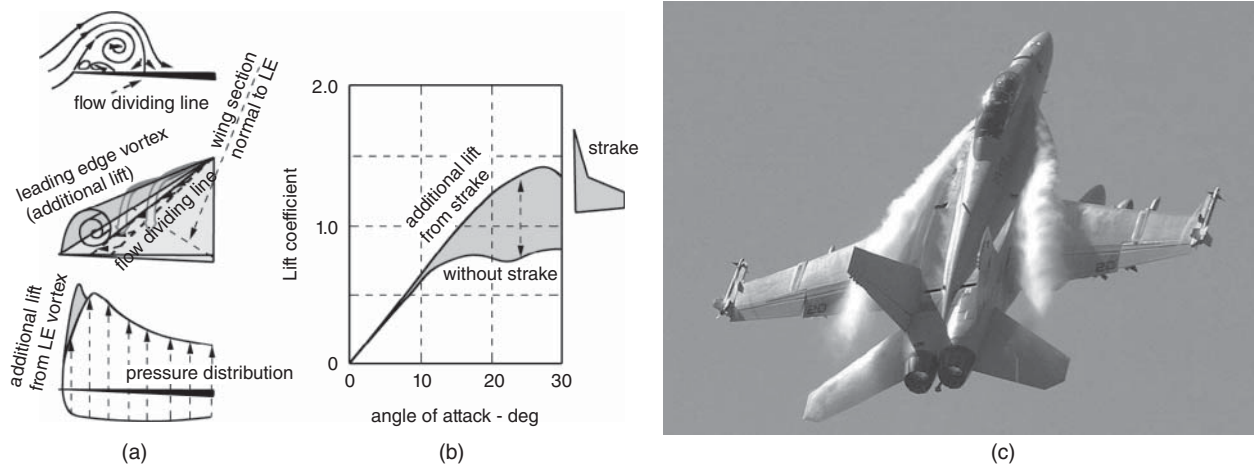 flow dividing line
wing section
normal to LE
leading edge vortex
(additional lift)
flow dividing line
additional lift
from LE vortex
pressure distribution
(a)
Lift coefficient
2.0
1.0
0
0
10
20
30
angle of attack - deg
additional lift
from strake
without strake
strake
(b)
(c)